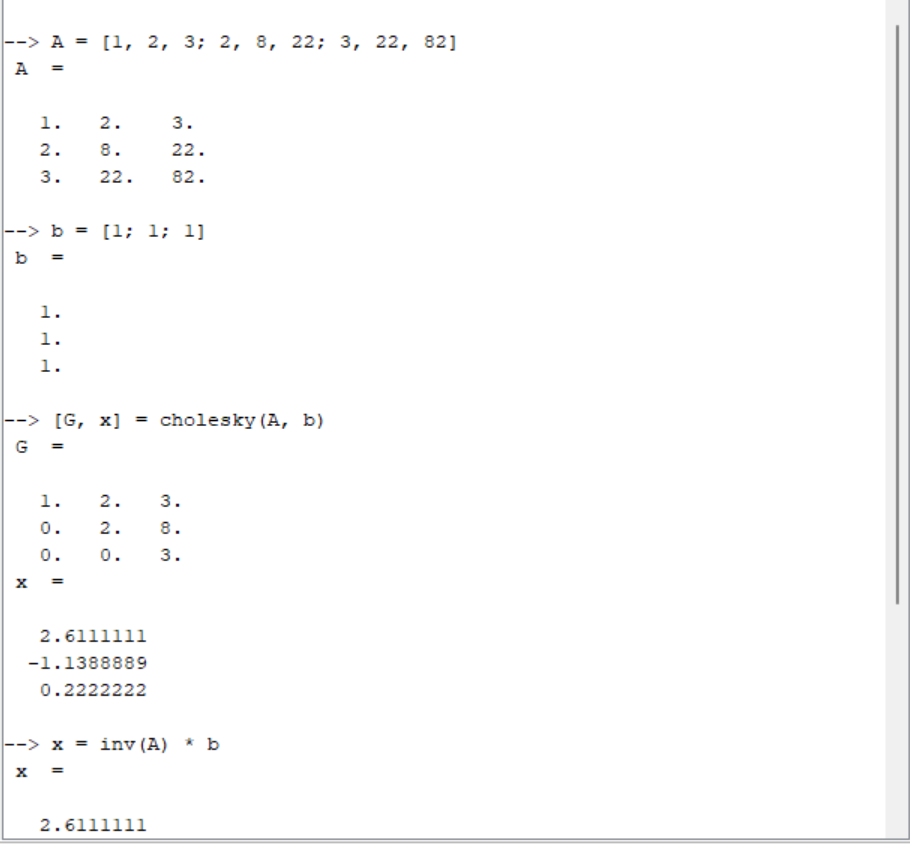 --> A = [1, 2, 3; 2, 8, 22; 3, 22, 82]
A  =
1.   2.    3.
2.   8.    22.
3.   22.   82.
--> b = [1; 1; 1]
b  =
1.
1.
1.
--> [G, x] = cholesky(A, b)
G  =
1.   2.   3.
0.   2.   8.
0.   0.   3.
x  =
2.6111111
-1.1388889
0.2222222
--> x = inv(A) * b
x  =
2.6111111